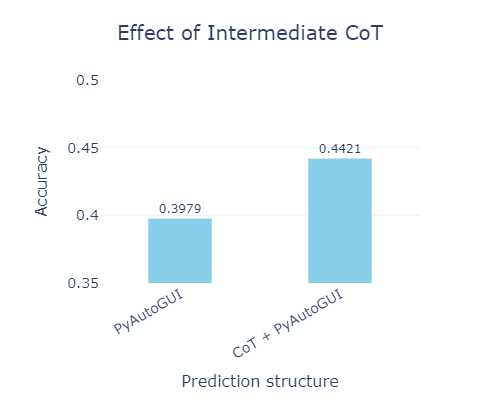 Effect of Intermediate CoT
0.5
0.45
0.4
0.35
Accuracy
0.3979
0.4421
PyAutoGUI
CoT + PyAutoGUI
Prediction structure